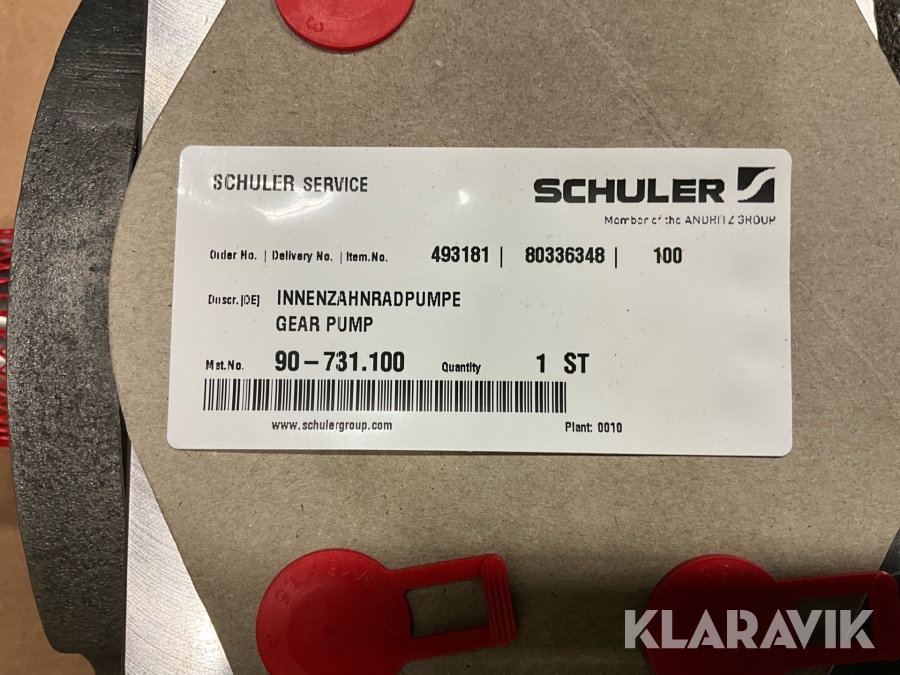 SCHULER SERVICE
SCHULER
Member of the ANDRITZ GROUP
Order No. | Delivery No. | Item.No. 493181 | 80336348 | 100
Descr.[DE] INNENZAHNRADPUMPE
GEAR PUMP
Mat.No. 90-731.100 Quantity 1 ST
www.schulergroup.com Plant: 0010
KLARAVIK